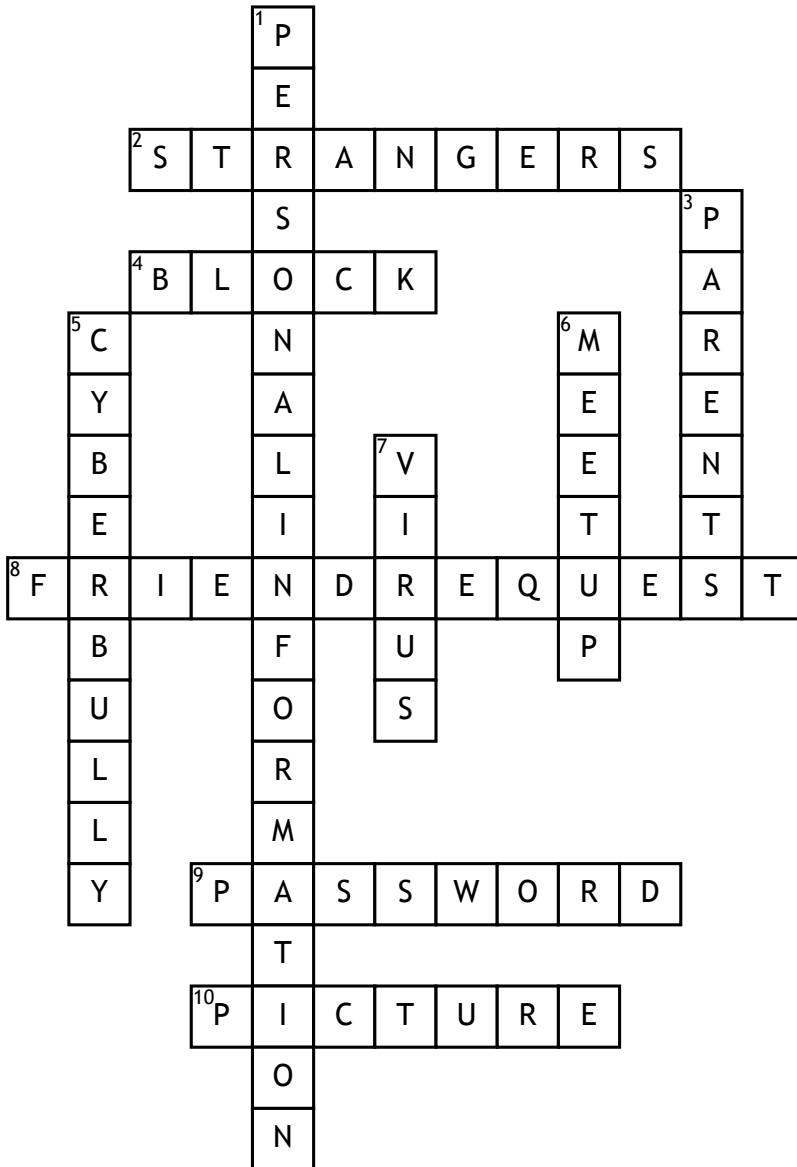 1 P
E
2 S T R A N G E R S
S 3 P
4 B L O C K A
5 C N 6 M R
Y A E E
B L 7 V E N
E I I T T
8 F R I E N D R E Q U E S T
B F U P
U O S
L R
L M
Y 9 P A S S W O R D
T
10 P I C T U R E
O
N